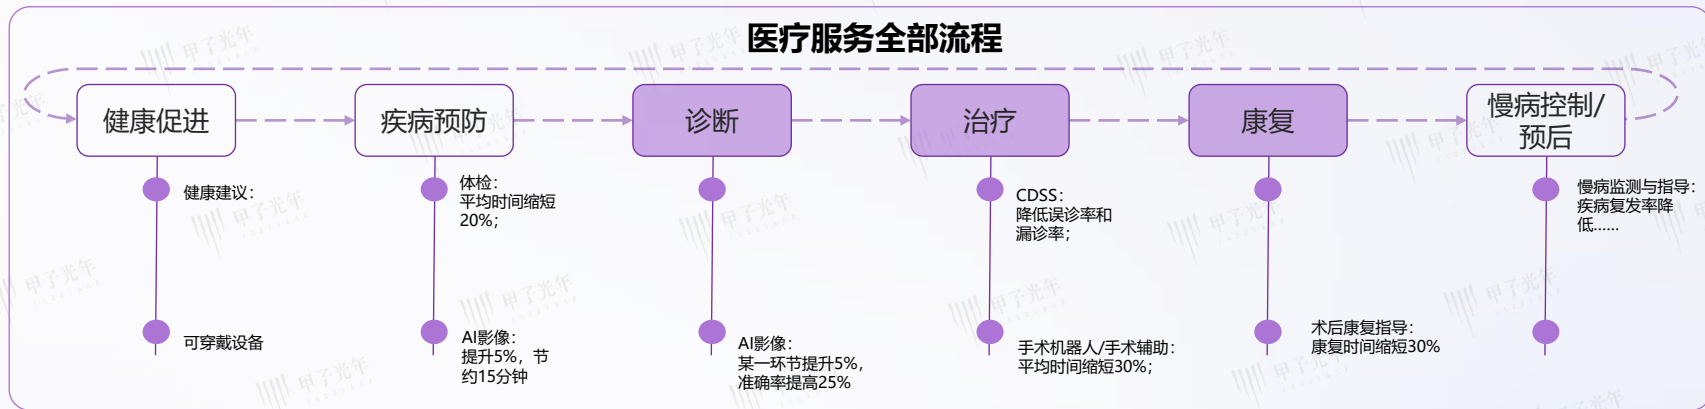 医疗服务全部流程
健康促进
疾病预防
诊断
治疗
康复
慢病控制/
预后
健康建议：
可穿戴设备
体检：
平均时间缩短
20%；
AI影像：
提升5%，节
约15分钟
AI影像：
某一环节提升5%，
准确率提高25%
CDSS：
降低误诊率和
漏诊率；
手术机器人/手术辅助：
平均时间缩短30%；
术后康复指导：
康复时间缩短30%
慢病监测与指导：
疾病复发率降
低……
甲子光年